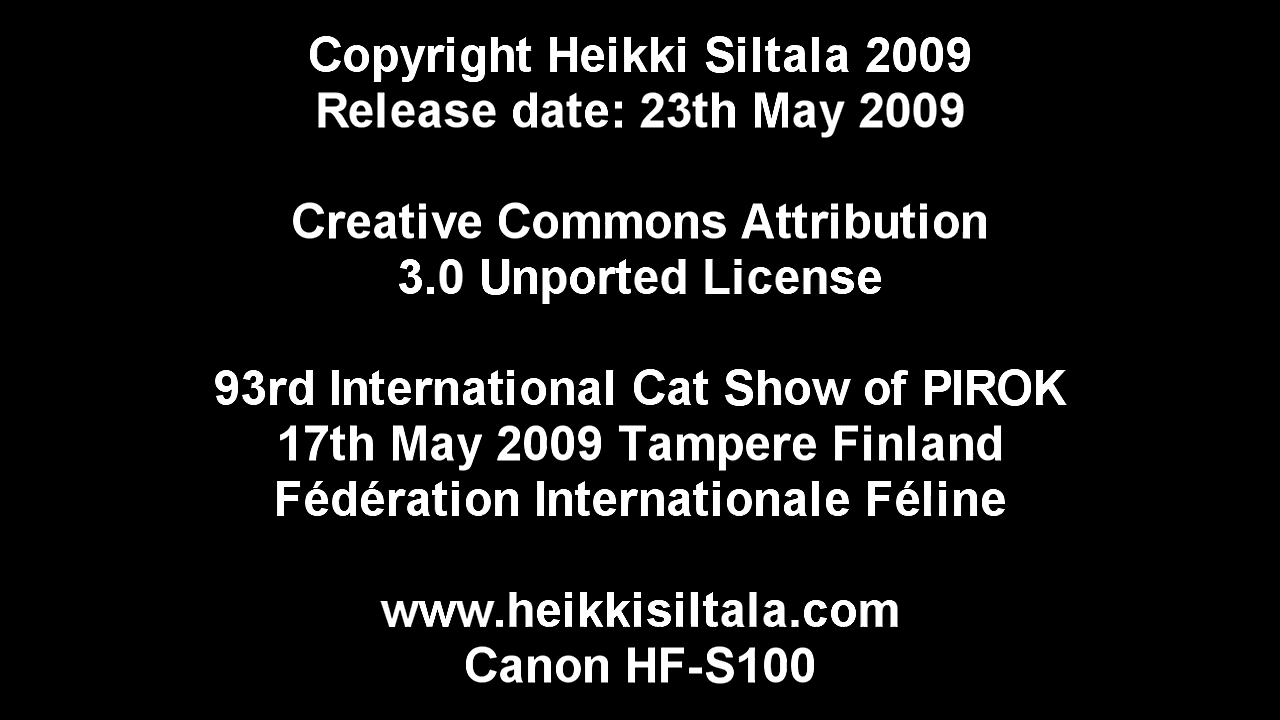 Copyright Heikki Siltala 2009
Release date: 23th May 2009
Creative Commons Attribution
3.0 Unported License
93rd International Cat Show of PIROK
17th May 2009 Tampere Finland
Fédération Internationale Féline
www.heikkisiltala.com
Canon HF-S100